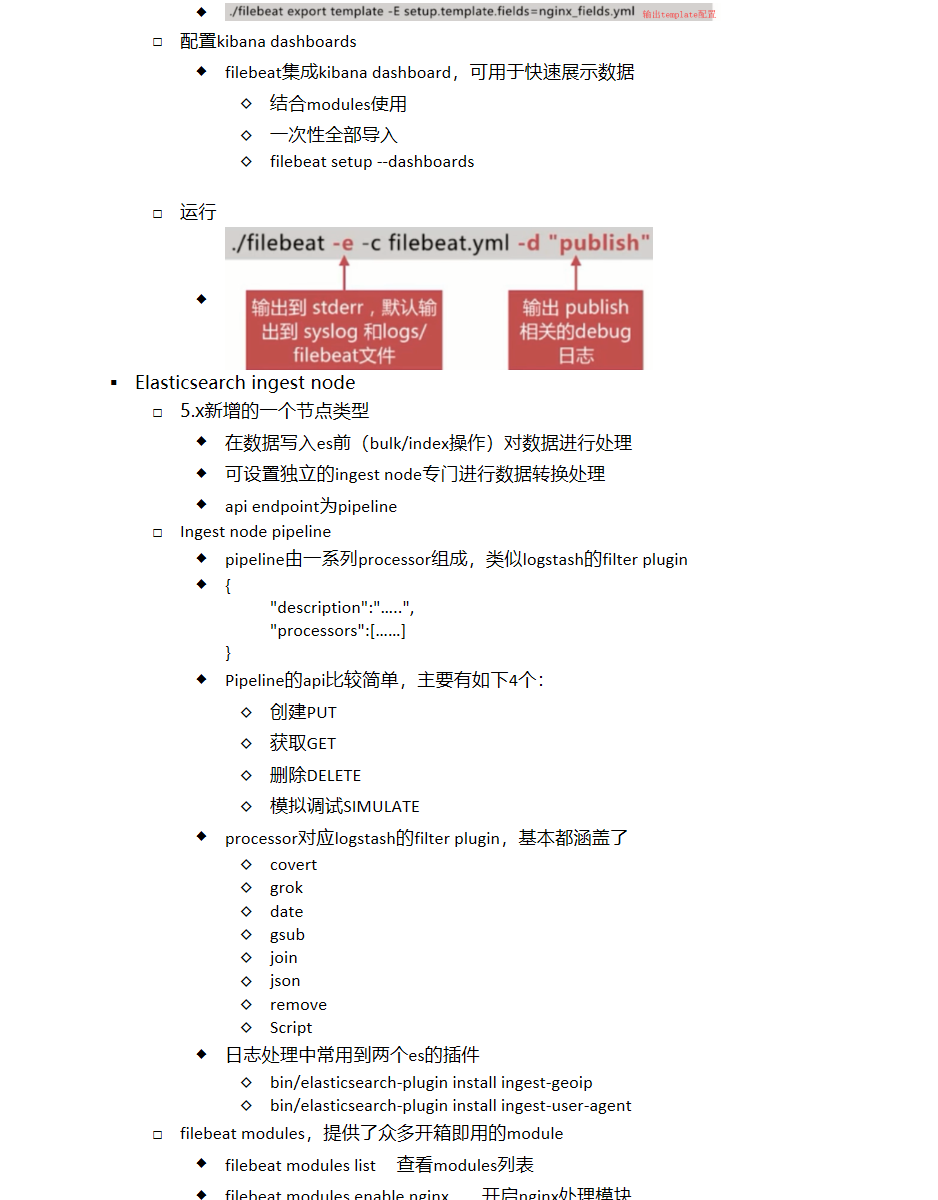 ./filebeat export template -E setup.template.fields=nginx_fields.yml 输出template配置
配置kibana dashboards
filebeat集成kibana dashboard，可用于快速展示数据
结合modules使用
一次性全部导入
filebeat setup --dashboards
运行
./filebeat -e -c filebeat.yml -d "publish"
输出到 stderr，默认输
出到 syslog 和logs/
filebeat文件
输出 publish
相关的debug
日志
Elasticsearch ingest node
5.x新增的一个节点类型
在数据写入es前（bulk/index操作）对数据进行处理
可设置独立的ingest node专门进行数据转换处理
api endpoint为pipeline
Ingest node pipeline
pipeline由一系列processor组成，类似logstash的filter plugin
{
"description":"…..",
"processors":[……]
}
Pipeline的api比较简单，主要有如下4个：
创建PUT
获取GET
删除DELETE
模拟调试SIMULATE
processor对应logstash的filter plugin，基本都涵盖了
covert
grok
date
gsub
join
json
remove
Script
日志处理中常用到两个es的插件
bin/elasticsearch-plugin install ingest-geoip
bin/elasticsearch-plugin install ingest-user-agent
filebeat modules，提供了众多开箱即用的module
filebeat modules list 查看modules列表
filebeat modules enable nginx 开启nginx处理模块